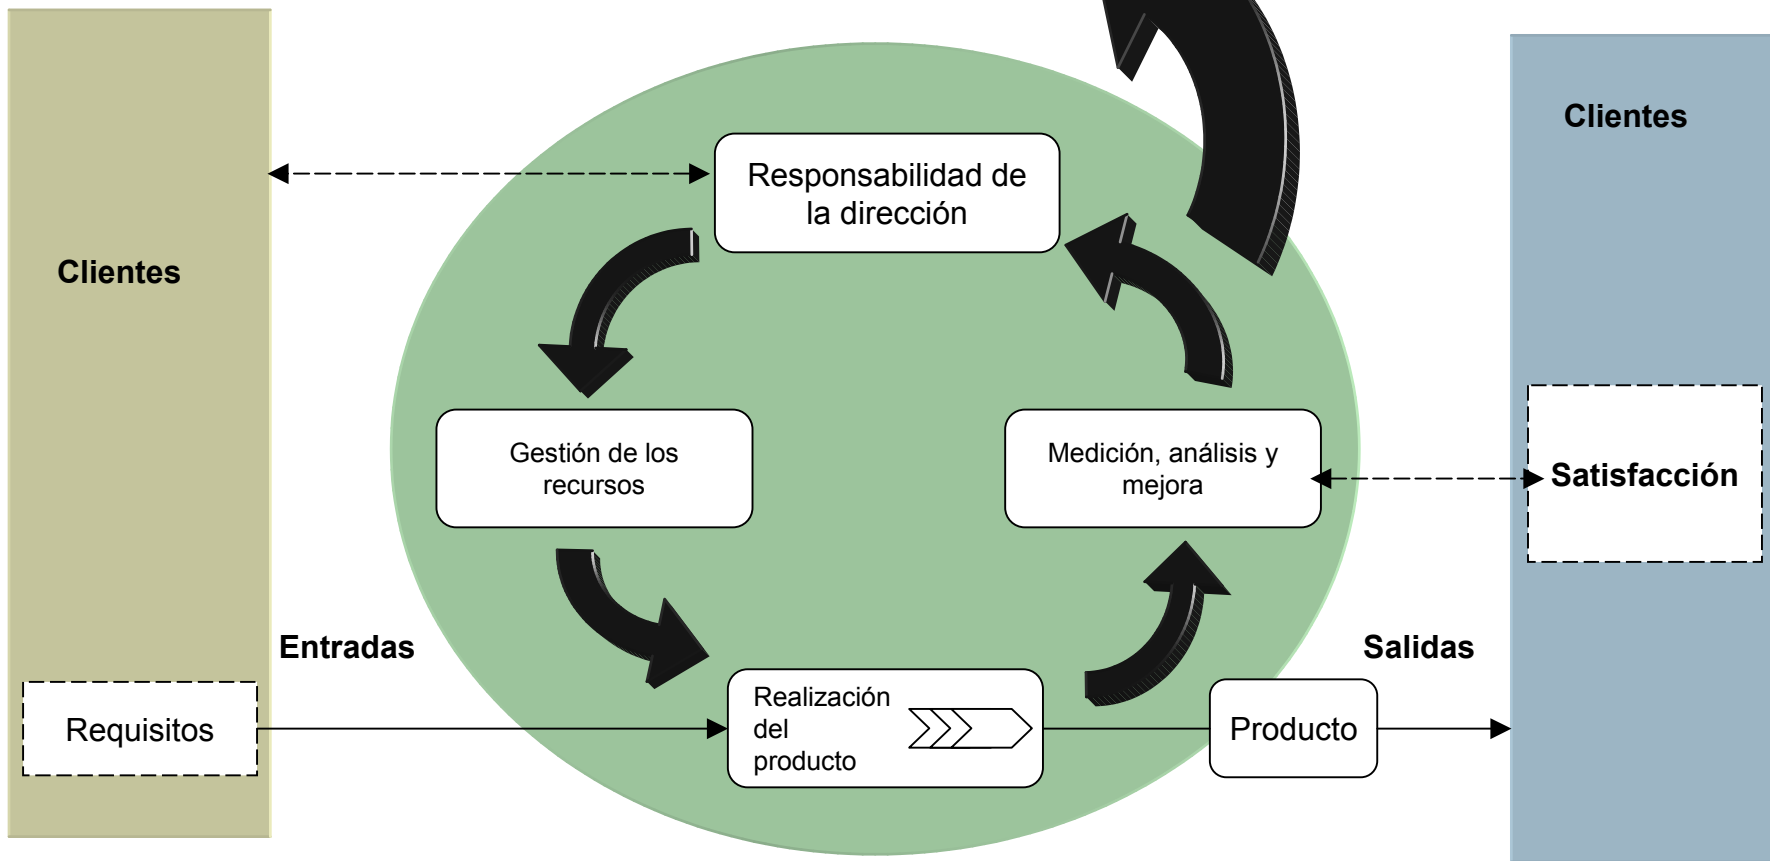 Clientes
Responsabilidad de
la dirección
Clientes
Gestión de los
recursos
Medición, análisis y
mejora
Satisfacción
Entradas
Salidas
Requisitos
Realización
del
producto
Producto